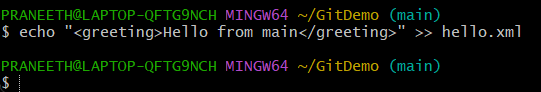 PRANEETH@LAPTOP-QFTG9NCH MINGW64 ~/GitDemo (main)
$ echo "<greeting>Hello from main</greeting>" >> hello.xml
PRANEETH@LAPTOP-QFTG9NCH MINGW64 ~/GitDemo (main)
$